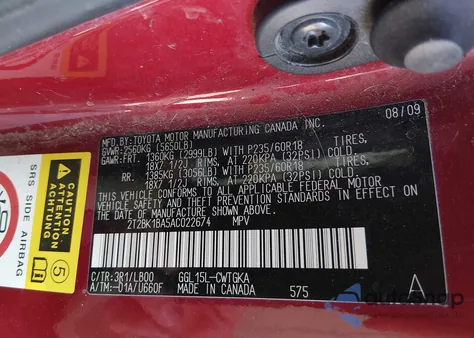 MFD.BY:TOYOTA MOTOR MANUFACTURING CANADA INC. 08/09
GVWR:2560KG (5650LB)
GAWR:FRT. 1360KG (2999LB) WITH P235/60R18 TIRES,
18X7 1/2J RIMS, AT 220KPA (32PSI) COLD.
RR. 1385KG (3056LB) WITH P235/60R18 TIRES,
18X7 1/2J RIMS, AT 220KPA (32PSI) COLD.
THIS VEHICLE CONFORMS TO ALL APPLICABLE FEDERAL MOTOR
VEHICLE SAFETY AND THEFT PREVENTION STANDARDS IN EFFECT
ON THE DATE OF MANUFACTURE SHOWN ABOVE.
2T2BK1BA5AC022674 MPV
C/TR:3R1/LB00 GGL15L-CWTGKA
A/TM:-01A/U660F MADE IN CANADA 575 A
SRS SIDE AIRBAG
CAUTION
ATTENTION
ACHTUNG
5
autosnap